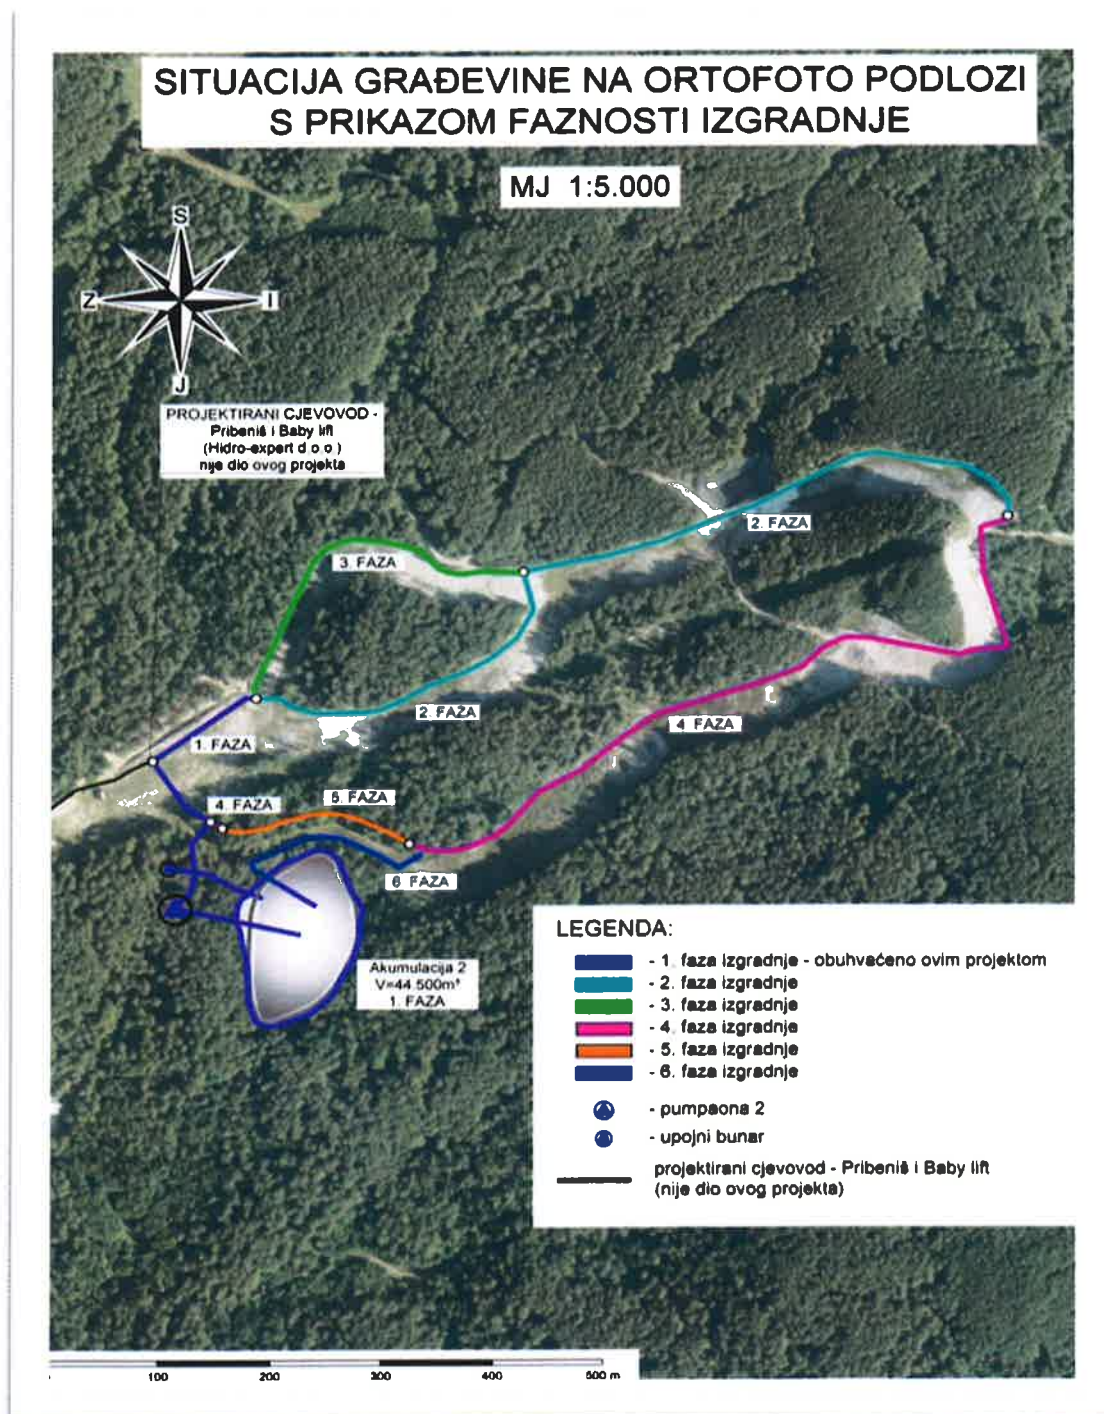 SITUACIJA GRAĐEVINE NA ORTOFOTO PODLOZI
S PRIKAZOM FAZNOSTI IZGRADNJE
MJ 1:5.000
S
Z
I
J
PROJEKTIRANI CJEVOVOD -
Pribeniš i Baby lift
(Hidro-expert d.o.o.)
nije dio ovog projekta
2. FAZA
3. FAZA
2. FAZA
4. FAZA
1. FAZA
5. FAZA
4. FAZA
6. FAZA
Akumulacija 2
V=44.500m³
1. FAZA
LEGENDA:
- 1. faza izgradnje - obuhvaćeno ovim projektom
- 2. faza izgradnje
- 3. faza izgradnje
- 4. faza izgradnje
- 5. faza izgradnje
- 6. faza izgradnje
- pumpaona 2
- upojni bunar
projektirani cjevovod - Pribeniš i Baby lift
(nije dio ovog projekta)
100 200 300 400 500 m